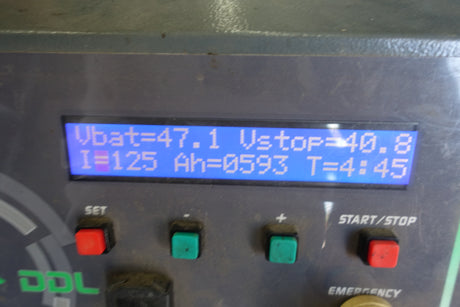 Vbat=47.1 Vstop=40.8
I=125 Ah=0593 T=4:45
SET - + START/STOP
DDL
EMERGENCY